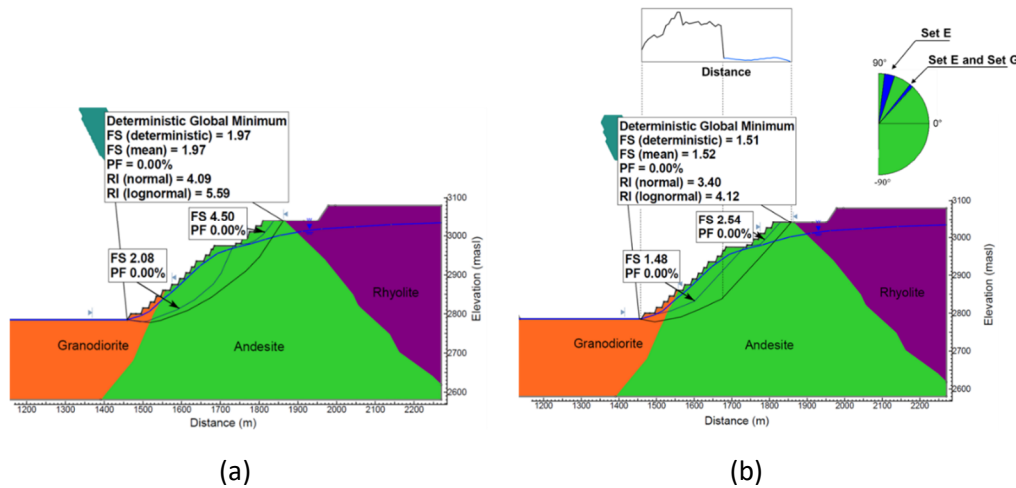 Deterministic Global Minimum
FS (deterministic) = 1.97
FS (mean) = 1.97
PF = 0.00%
RI (normal) = 4.09
RI (lognormal) = 5.59
FS 4.50
PF 0.00%
FS 2.08
PF 0.00%
Rhyolite
Granodiorite
Andesite
3100
3000
2900
2800
2700
2600
Elevation (masl)
1200 1300 1400 1500 1600 1700 1800 1900 2000 2100 2200
Distance (m)
(a)
Distance
Set E
Set E and Set G
90°
0°
-90°
Deterministic Global Minimum
FS (deterministic) = 1.51
FS (mean) = 1.52
PF = 0.00%
RI (normal) = 3.40
RI (lognormal) = 4.12
FS 2.54
PF 0.00%
FS 1.48
PF 0.00%
Rhyolite
Granodiorite
Andesite
3100
3000
2900
2800
2700
2600
Elevation (masl)
1200 1300 1400 1500 1600 1700 1800 1900 2000 2100 2200
Distance (m)
(b)